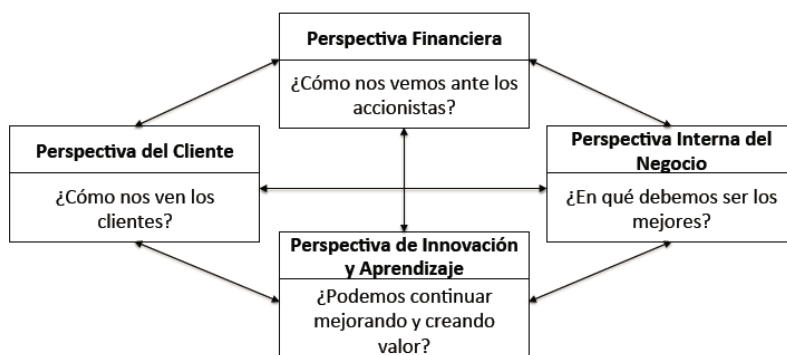 Perspectiva Financiera
¿Cómo nos vemos ante los
accionistas?
Perspectiva del Cliente
¿Cómo nos ven los
clientes?
Perspectiva Interna del
Negocio
¿En qué debemos ser los
mejores?
Perspectiva de Innovación
y Aprendizaje
¿Podemos continuar
mejorando y creando
valor?